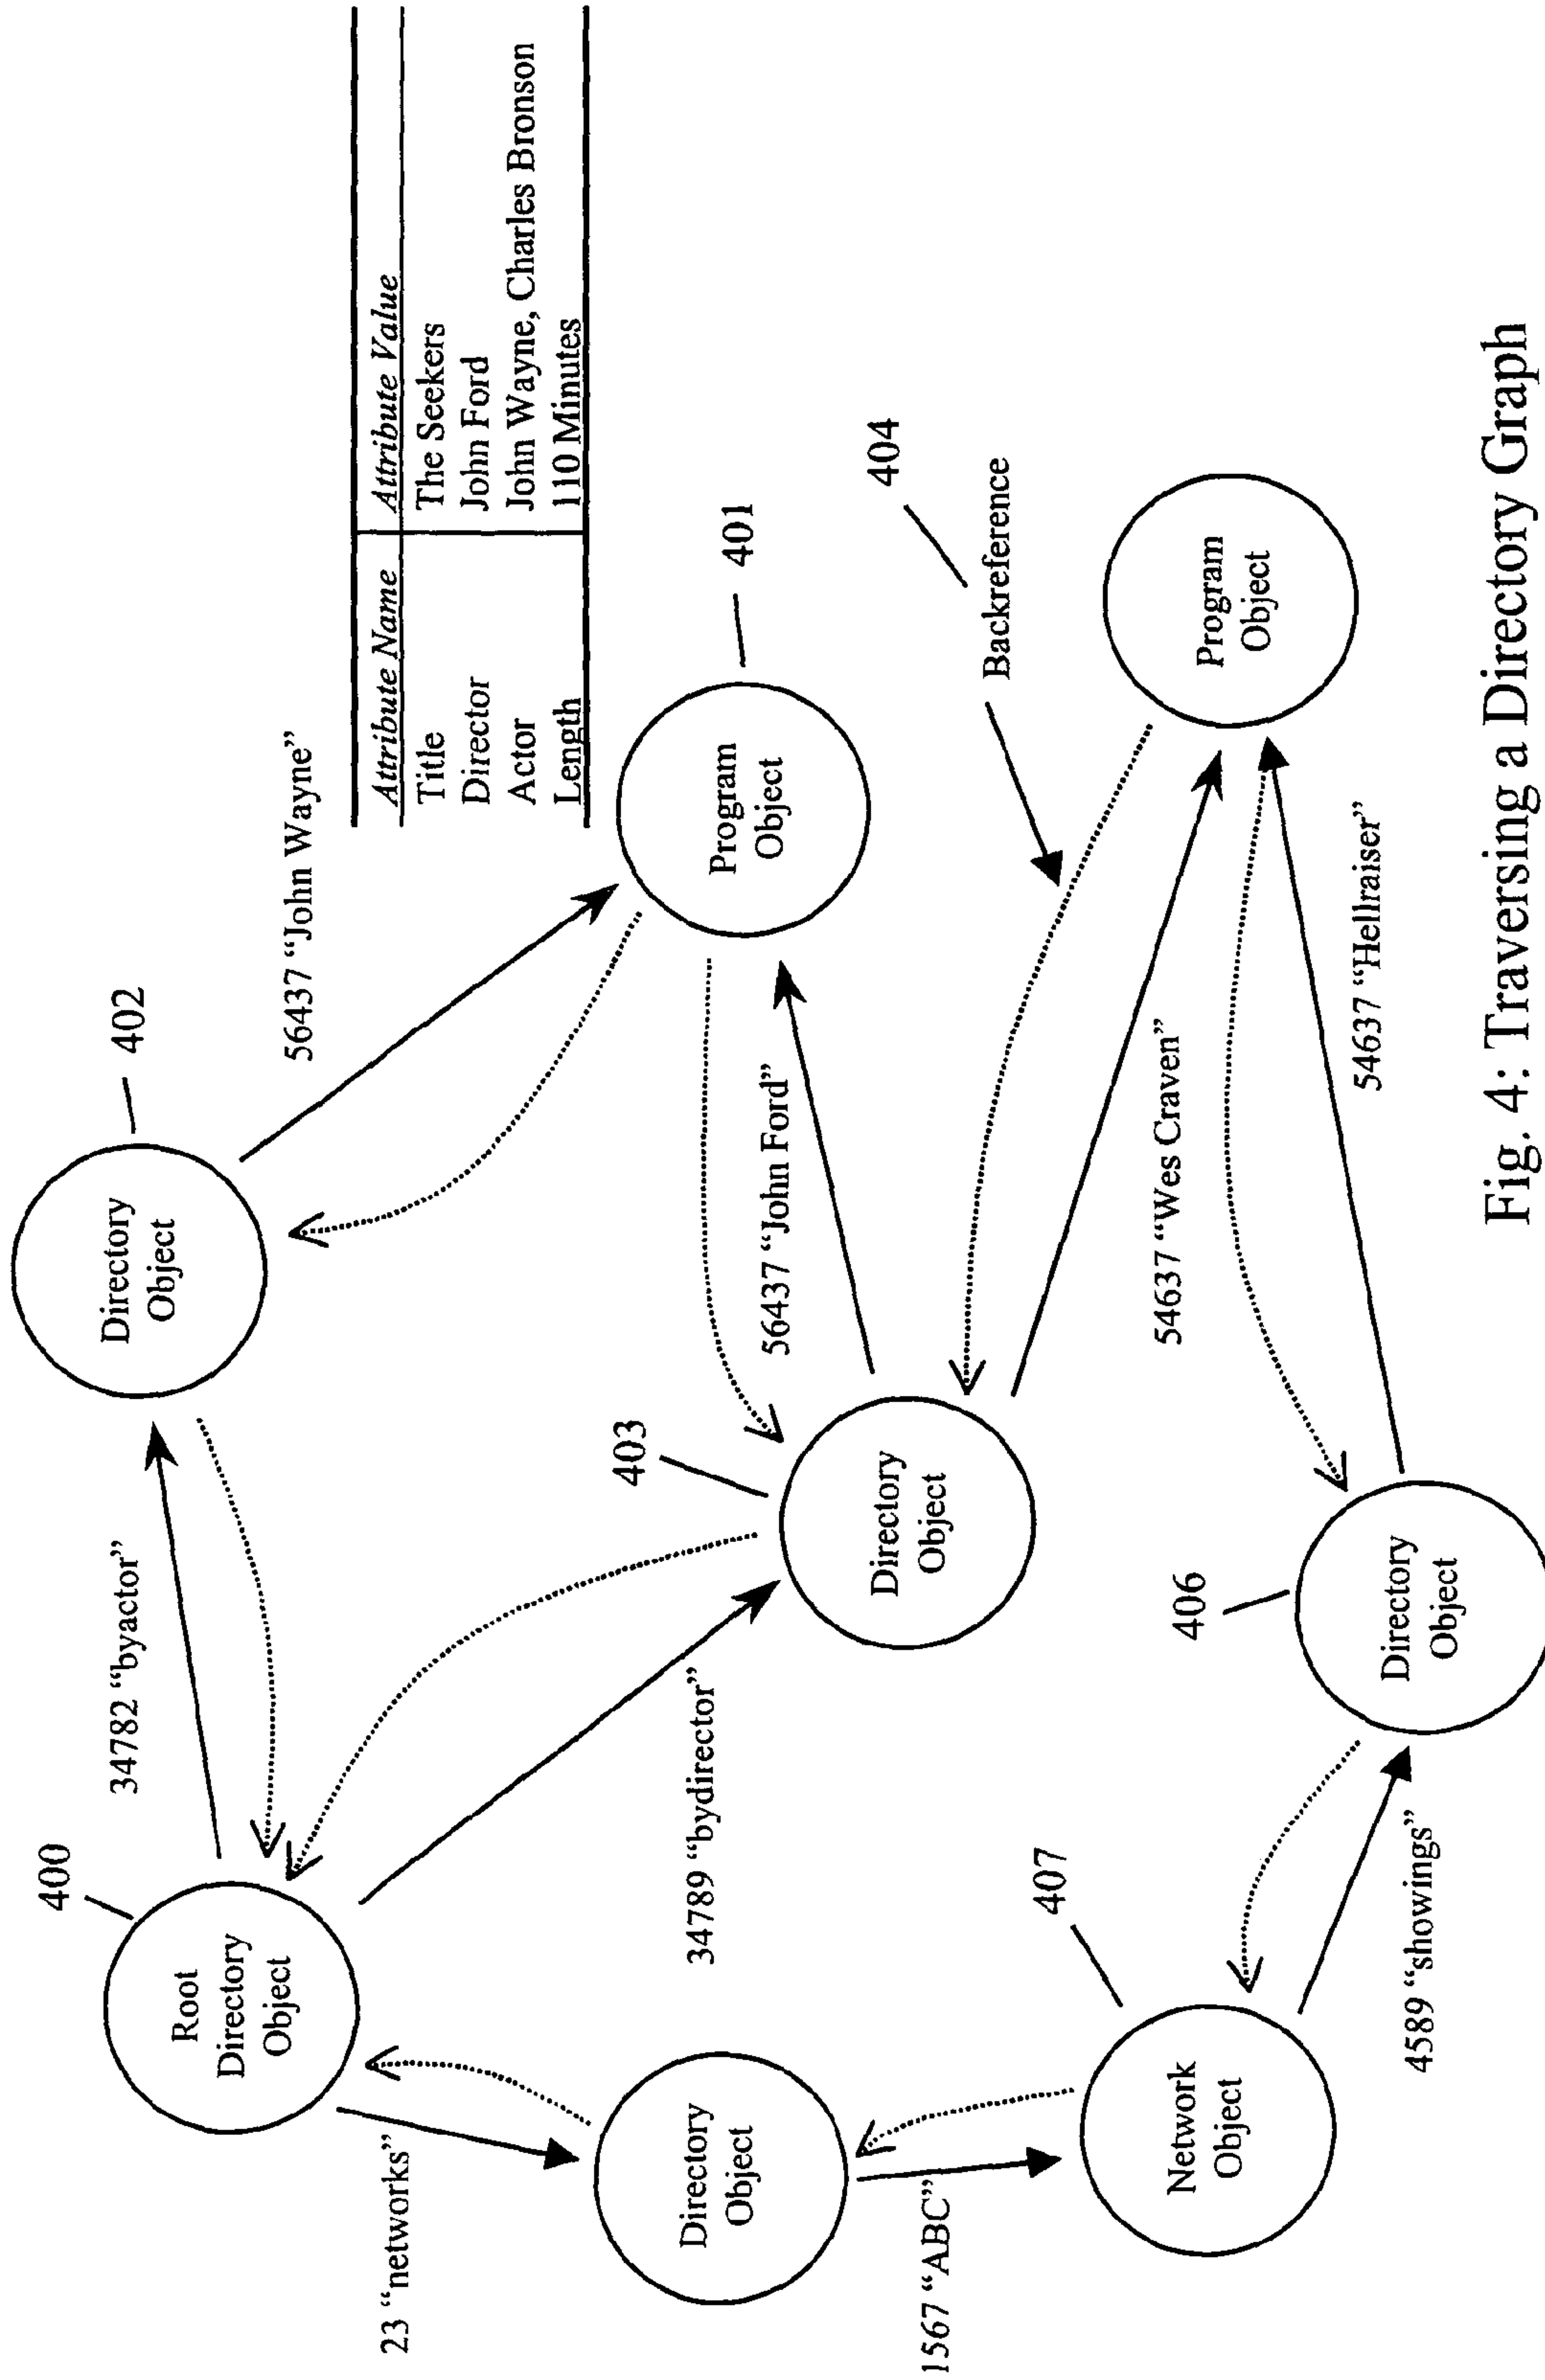 400
34782 “byactor”
402
56437 “John Wayne”
Root
Directory
Object
Directory
Object
Attribute Name Attribute Value
Title The Seekers
Director John Ford
Actor John Wayne, Charles Bronson
Length 110 Minutes
23 “networks”
34789 “bydirector”
403
56437 “John Ford”
401
Program
Object
Directory
Object
Directory
Object
404
Backreference
1567 “ABC”
407
406
54637 “Wes Craven”
Program
Object
Network
Object
Directory
Object
4589 “showings”
54637 “Hellraiser”
Fig. 4: Traversing a Directory Graph